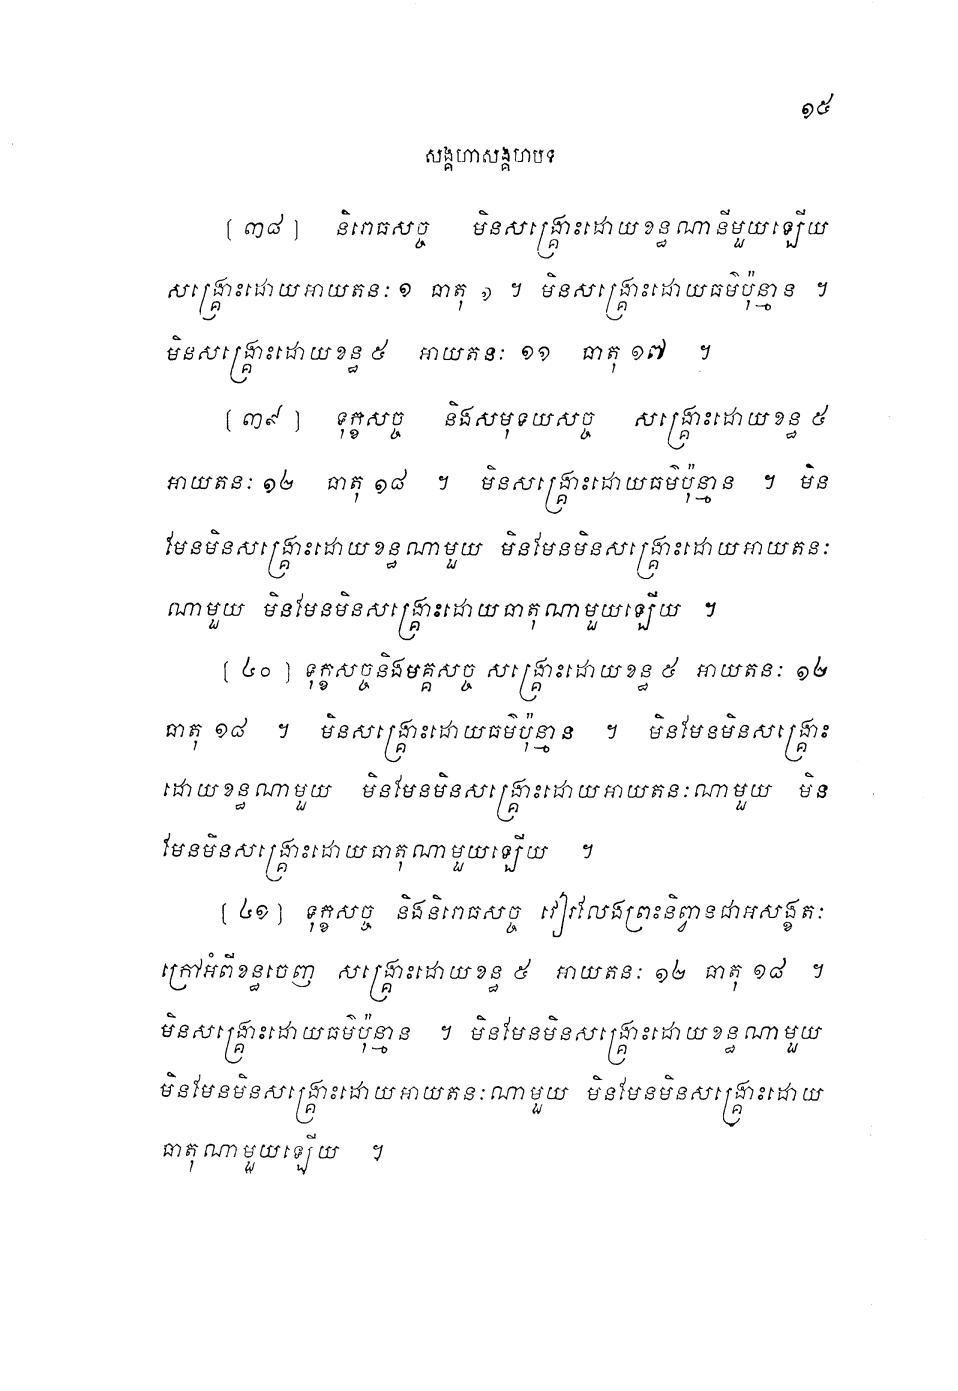 ១៥
សង្គហាសង្គហបទ
[ ៣៨ ] និរោធសច្ច មិនសង្គ្រោះដោយខន្ធណានីមួយឡើយ
សង្គ្រោះដោយអាយតនៈ ១ ធាតុ ១ ។ មិនសង្គ្រោះដោយធម៌ប៉ុន្មាន ។
មិនសង្គ្រោះដោយខន្ធ ៥ អាយតនៈ ១១ ធាតុ ១៧ ។
[ ៣៩ ] ទុក្ខសច្ច និងសមុទយសច្ច សង្គ្រោះដោយខន្ធ ៥
អាយតនៈ ១២ ធាតុ ១៨ ។ មិនសង្គ្រោះដោយធម៌ប៉ុន្មាន ។ មិន
មែនមិនសង្គ្រោះដោយខន្ធណាមួយ មិនមែនមិនសង្គ្រោះដោយអាយតនៈ
ណាមួយ មិនមែនមិនសង្គ្រោះដោយធាតុណាមួយឡើយ ។
[ ៤០ ] ទុក្ខសច្ចនិងមគ្គសច្ច សង្គ្រោះដោយខន្ធ ៥ អាយតនៈ ១២
ធាតុ ១៨ ។ មិនសង្គ្រោះដោយធម៌ប៉ុន្មាន ។ មិនមែនមិនសង្គ្រោះ
ដោយខន្ធណាមួយ មិនមែនមិនសង្គ្រោះដោយអាយតនៈណាមួយ មិន
មែនមិនសង្គ្រោះដោយធាតុណាមួយឡើយ ។
[ ៤១ ] ទុក្ខសច្ច និងនិរោធសច្ច វៀរលែងព្រះនិព្វានជាអសង្ខតៈ
ក្រៅអំពីខន្ធចេញ សង្គ្រោះដោយខន្ធ ៥ អាយតនៈ ១២ ធាតុ ១៨ ។
មិនសង្គ្រោះដោយធម៌ប៉ុន្មាន ។ មិនមែនមិនសង្គ្រោះដោយខន្ធណាមួយ
មិនមែនមិនសង្គ្រោះដោយអាយតនៈណាមួយ មិនមែនមិនសង្គ្រោះដោយ
ធាតុណាមួយឡើយ ។